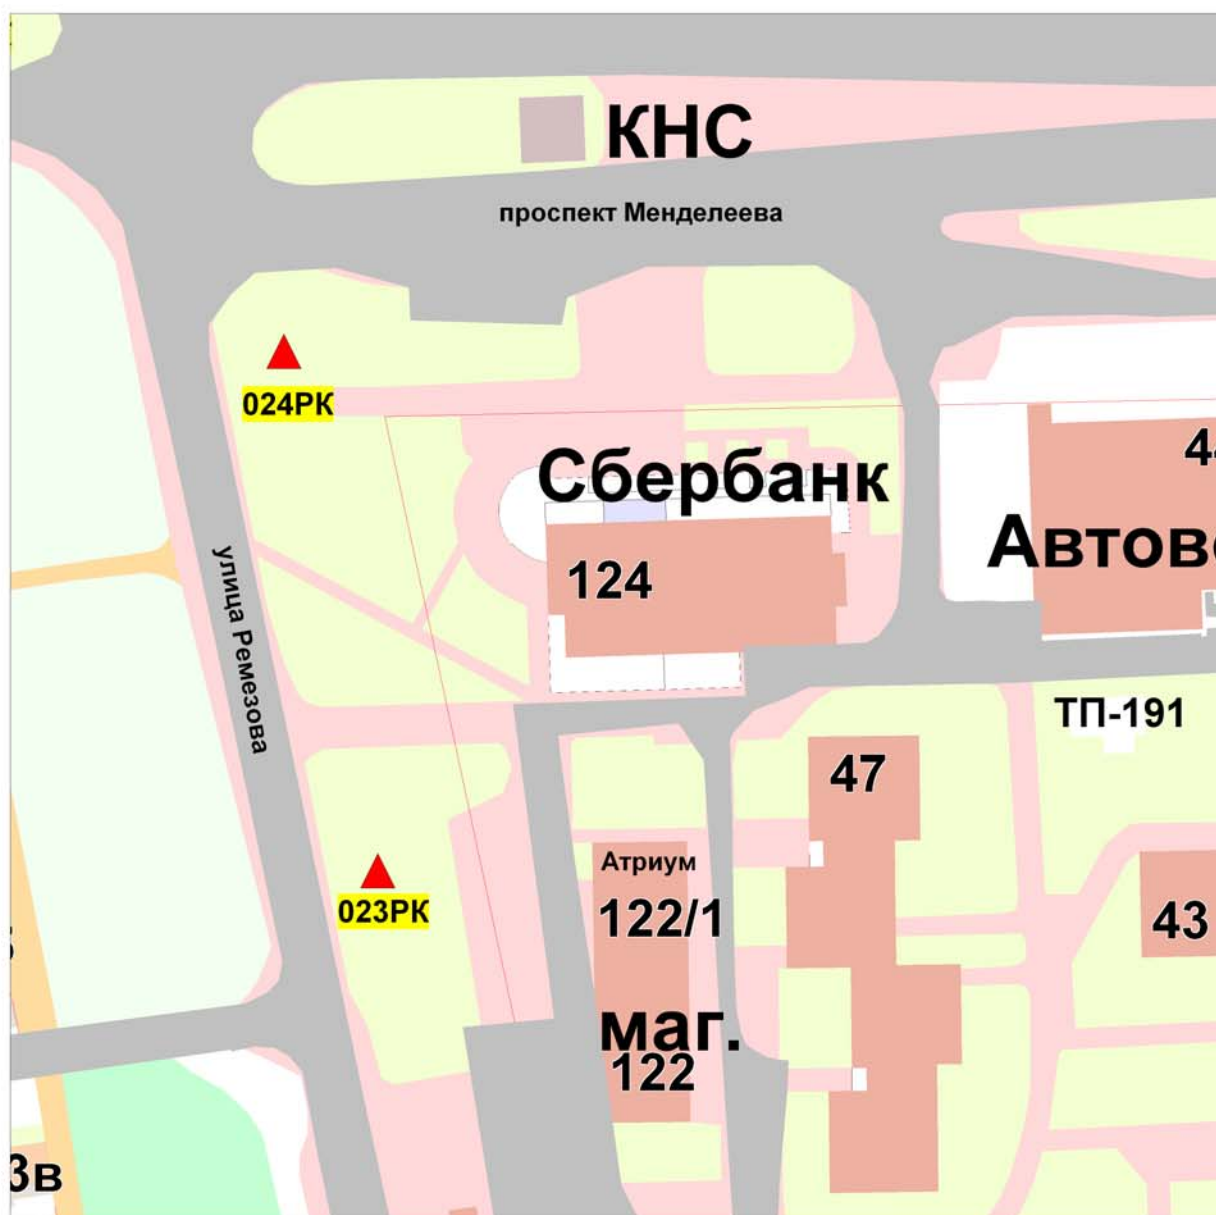 КНС
проспект Менделеева
024РК
Сбербанк
44
124
улица Ремезова
ТП-191
47
Атриум
023РК
122/1
43
маг.
122
3в